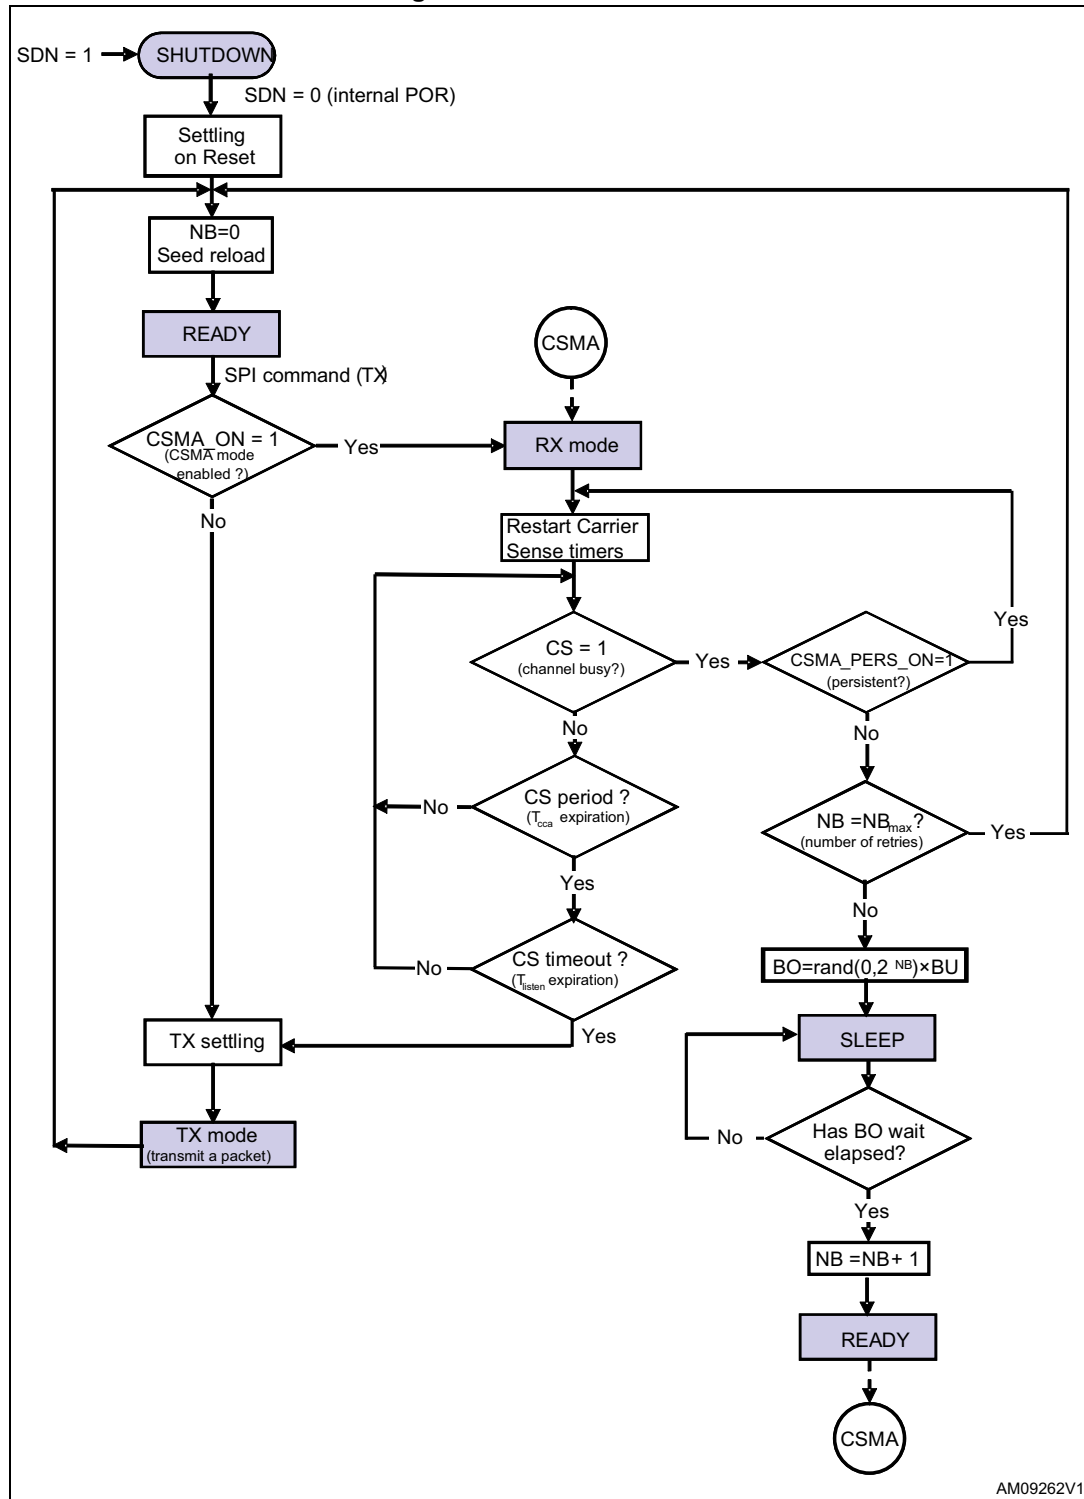 SDN = 1
SHUTDOWN
SDN = 0 (internal POR)
Settling
on Reset
NB=0
Seed reload
READY
SPI command (TX)
CSMA_ON = 1
(CSMA mode
enabled ?)
Yes
No
CSMA
RX mode
Restart Carrier
Sense timers
CS = 1
(channel busy?)
Yes
CSMA_PERS_ON=1
(persistent?)
Yes
No
No
CS period ?
(Tcca expiration)
No
Yes
NB =NBmax?
(number of retries)
Yes
No
CS timeout ?
(Tlisten expiration)
No
Yes
BO=rand(0,2 NB)×BU
SLEEP
TX settling
TX mode
(transmit a packet)
Has BO wait
elapsed?
No
Yes
NB =NB+ 1
READY
CSMA
AM09262V1